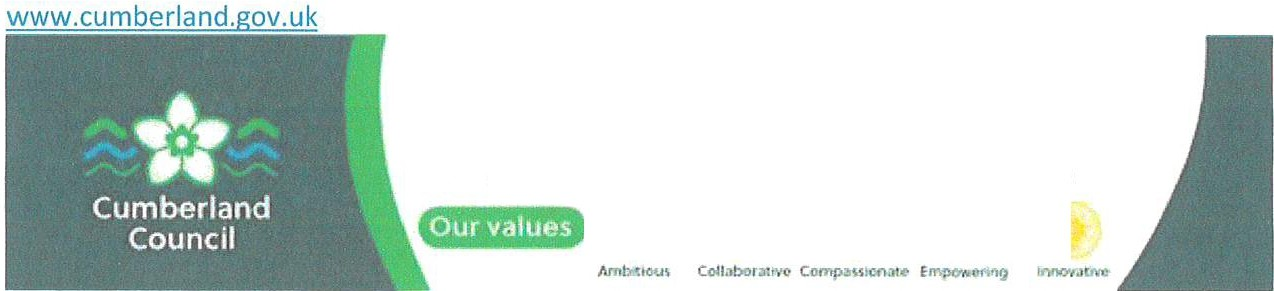 www.cumberland.gov.uk
Cumberland
Council
Our values
Ambitious Collaborative Compassionate Empowering Innovative